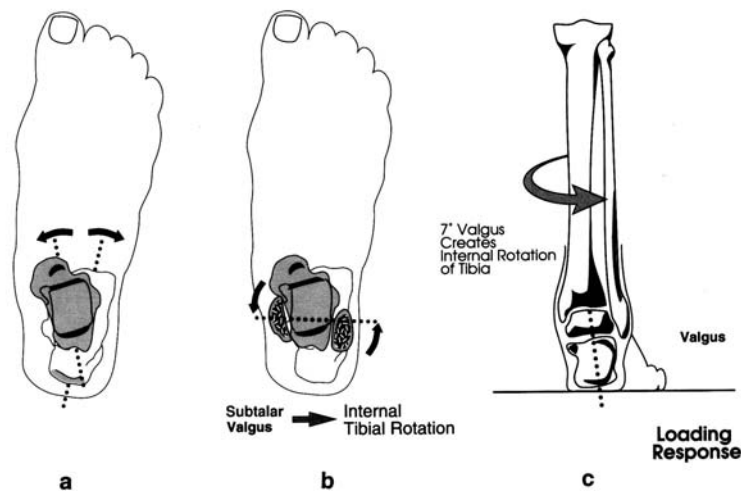 7° Valgus
Creates
Internal Rotation
of Tibia
Valgus
Subtalar
Valgus
Internal
Tibial Rotation
Loading
Response
a
b
c